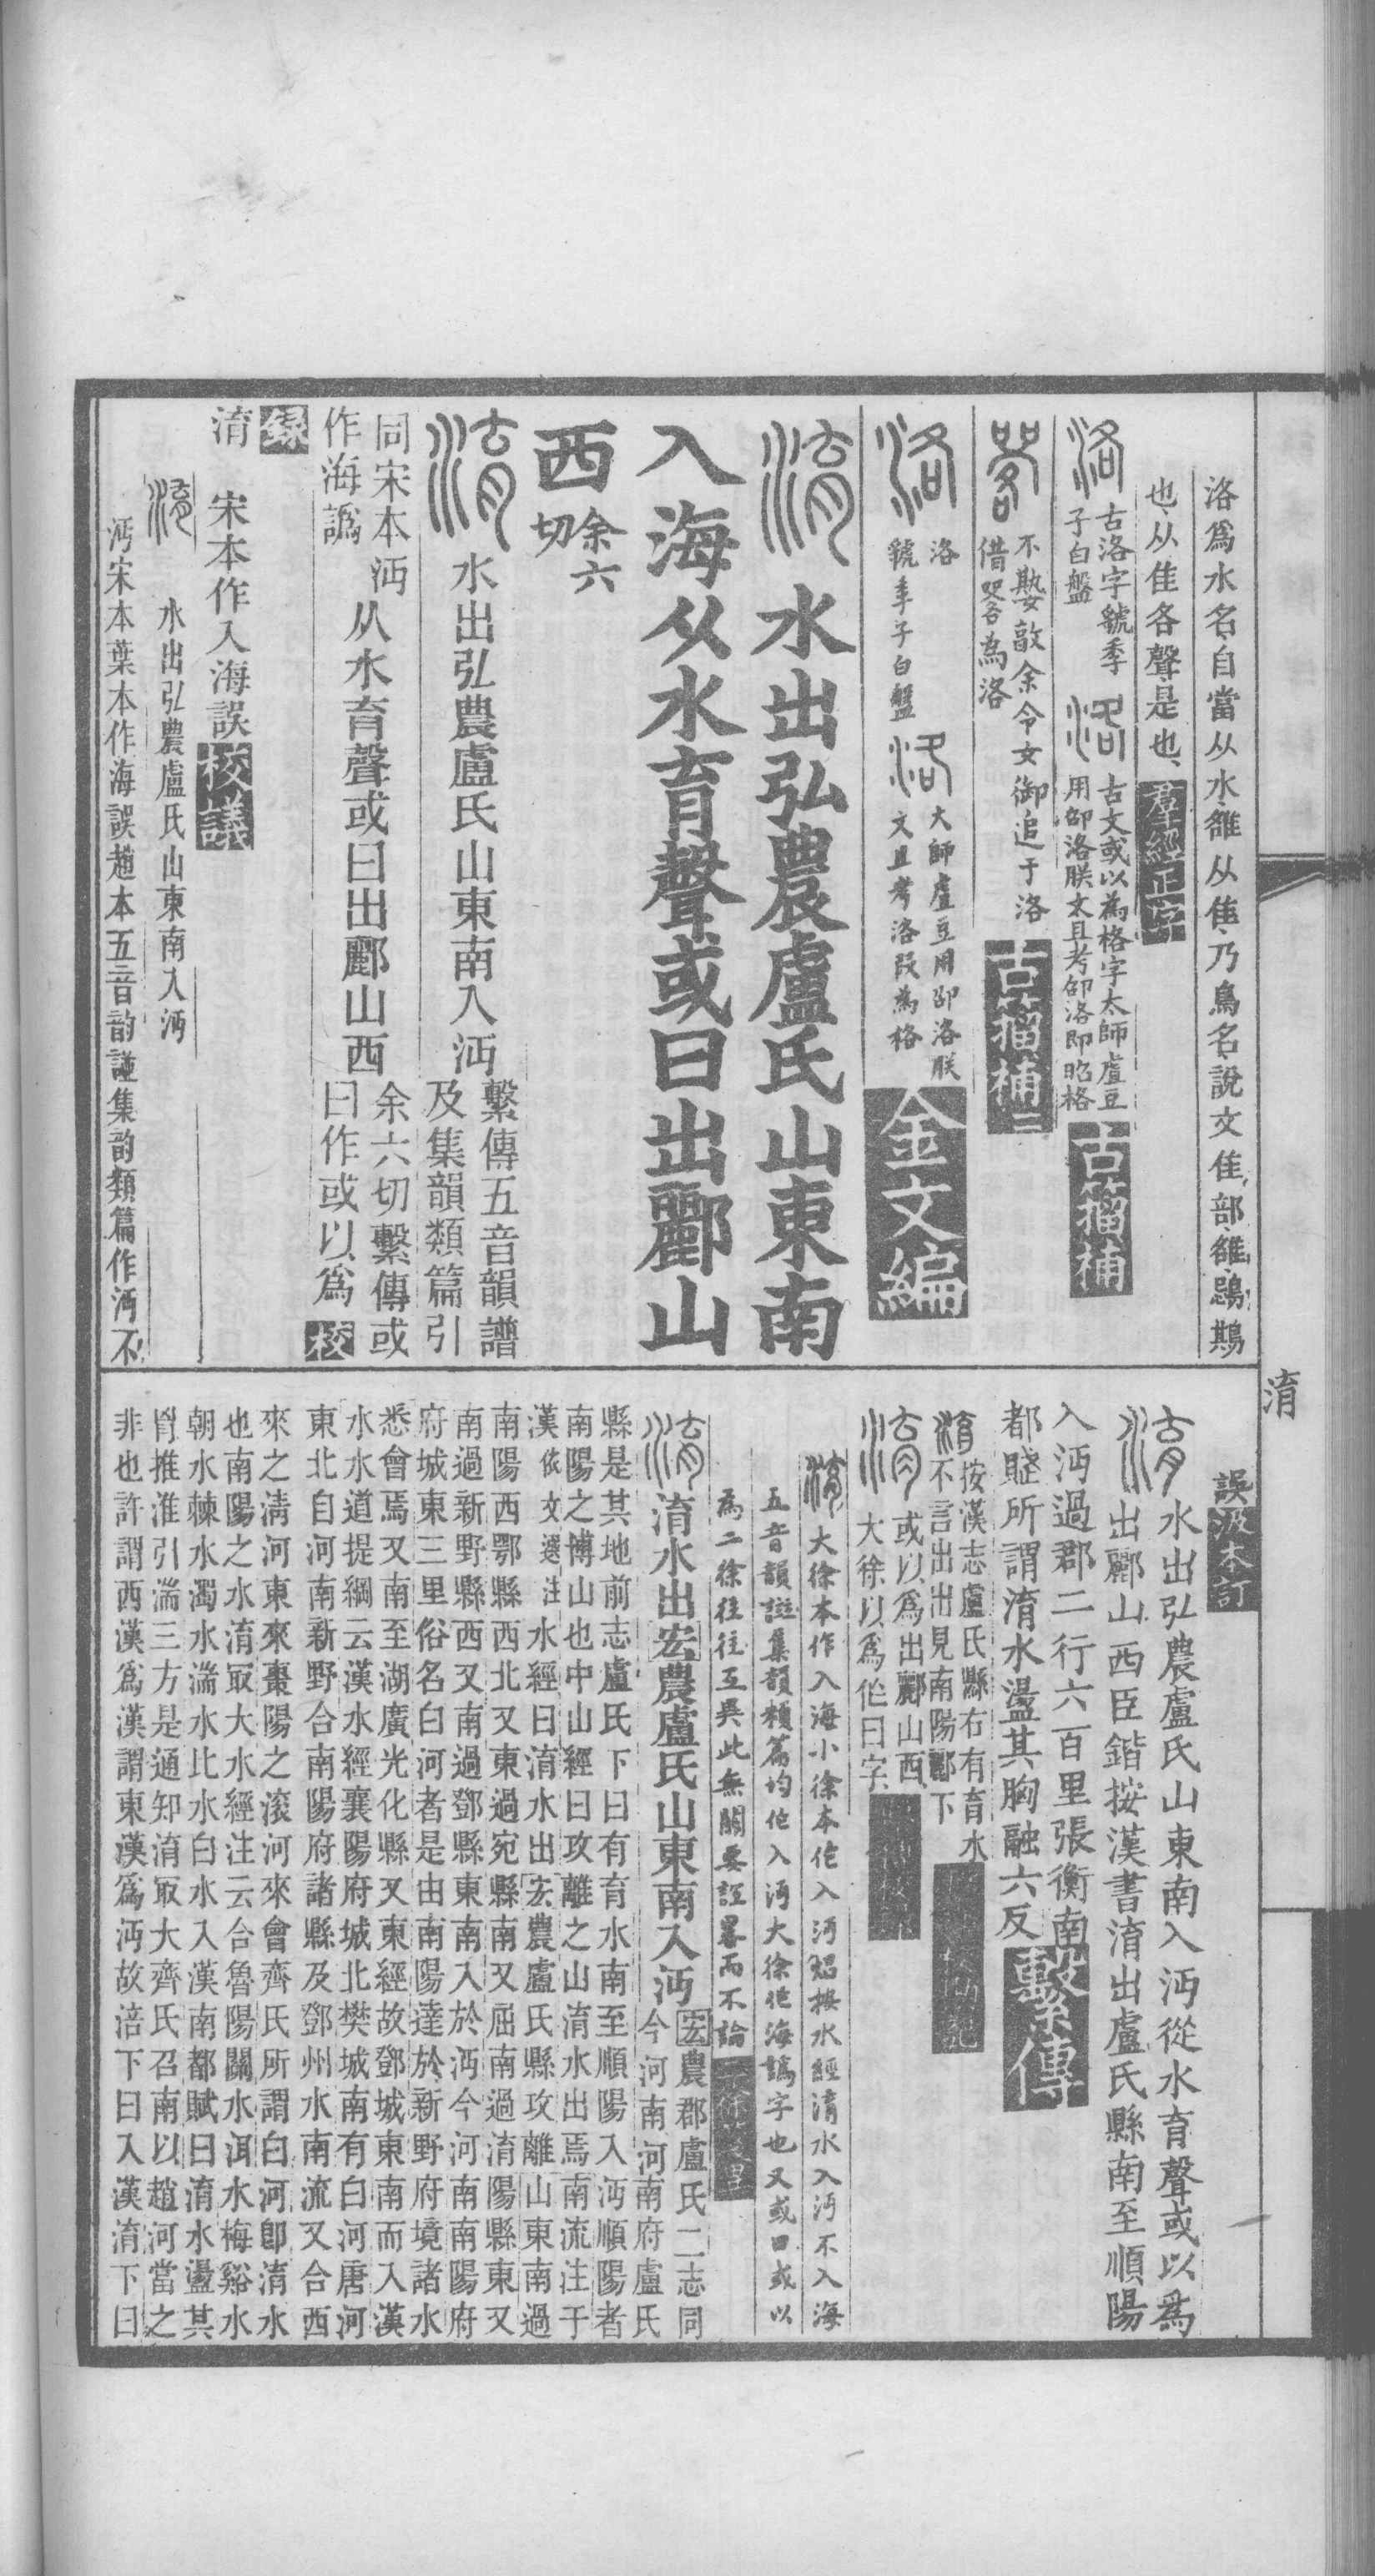 洛爲水名自當从水雒从隹乃鳥名說文隹部雒鵋鶀
也从隹各聲是也群經正字
洛 古洛字虢季
子白盤
古文或以為格字太師虘豆
用卲洛朕文且考卲洛即昭格
古籀補
不𡢁敦余令女御追于洛
借咯為洛
古籀補二
洛
虢季子白盤
大師虘豆用卲洛朕
文且考洛叚為格
金文編
淯 水出弘農盧氏山東南
入海从水育聲或曰出酈山
西余六
切
淯 水出弘農盧氏山東南入沔 繫傳五音韻譜
及集韻類篇引
同宋本沔
作海譌
从水育聲或曰出酈山西 余六切繫傳或
曰作或以爲 校
錄
淯 宋本作入海誤校議
淯 水出弘農盧氏山東南入沔
沔宋本葉本作海誤趙本五音韵譜集韵類篇作沔不
淯
誤汲本訂
淯 水出弘農盧氏山東南入沔從水育聲或以爲
出酈山西臣鍇按漢書淯出盧氏縣南至順陽
入沔過郡二行六百里張衡南
都賦所謂淯水盪其胸融六反繫傳
淯 按漢志盧氏縣右有育水
不言出出見南陽酈下
淯 或以爲出酈山西
大徐以爲作曰字
淯 大徐本作入海小徐本作入沔紹按水經淯水入沔不入海
五音韻譜集韻類篇均作入沔大徐作海譌字也又或曰或以
為二徐往往互異此無關要証畧而不論
淯 淯水出宏農盧氏山東南入沔 宏農郡盧氏二志同
今河南河南府盧氏
縣是其地前志盧氏下曰有育水南至順陽入沔順陽者
南陽之博山也中山經曰攻離之山淯水出焉南流注于
漢依文選注水經曰淯水出宏農盧氏縣攻離山東南過
南陽西鄂縣西北又東過宛縣南又屈南過淯陽縣東又
南過新野縣西又南過鄧縣東南入於沔今河南南陽府
府城東三里俗名白河者是由南陽達於新野府境諸水
悉會焉又南至湖廣光化縣又東經故鄧城東南而入漢
水水道提綱云漢水經襄陽府城北樊城南有白河唐河
東北自河南新野合南陽府諸縣及鄧州水南流又合西
來之清河東來棗陽之滚河來會齊氏所謂白河卽淯水
也南陽之水淯㝡大水經注云合魯陽關水洱水梅谿水
朝水棘水濁水湍水比水白水入漢南都賦曰淯水盪其
胷推淮引湍三方是通知淯㝡大齊氏召南以趙河當之
非也許謂西漢爲漢謂東漢爲沔故涪下曰入漢淯下曰